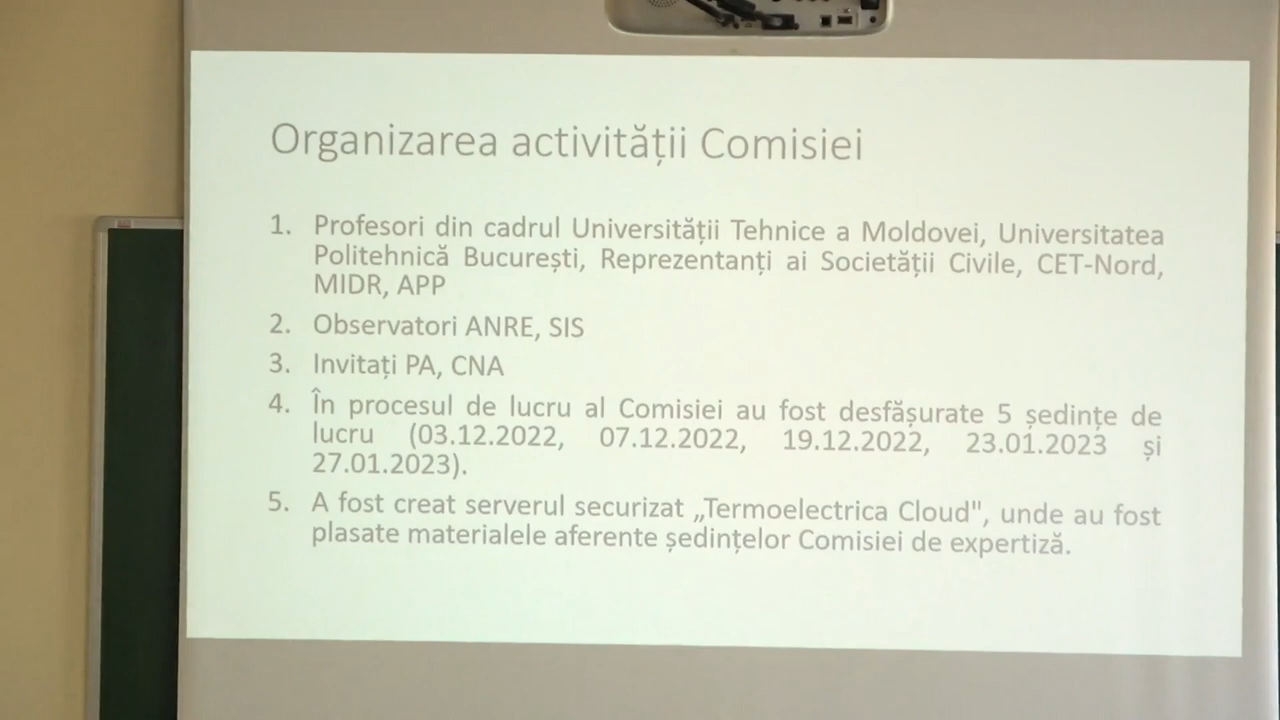 Organizarea activității Comisiei
1. Profesori din cadrul Universității Tehnice a Moldovei, Universitatea
Politehnică București, Reprezentanți ai Societății Civile, CET-Nord,
MIDR, APP
2. Observatori ANRE, SIS
3. Invitați PA, CNA
4. În procesul de lucru al Comisiei au fost desfășurate 5 ședințe de
lucru (03.12.2022, 07.12.2022, 19.12.2022, 23.01.2023 și
27.01.2023).
5. A fost creat serverul securizat „Termoelectrica Cloud", unde au fost
plasate materialele aferente ședințelor Comisiei de expertiză.